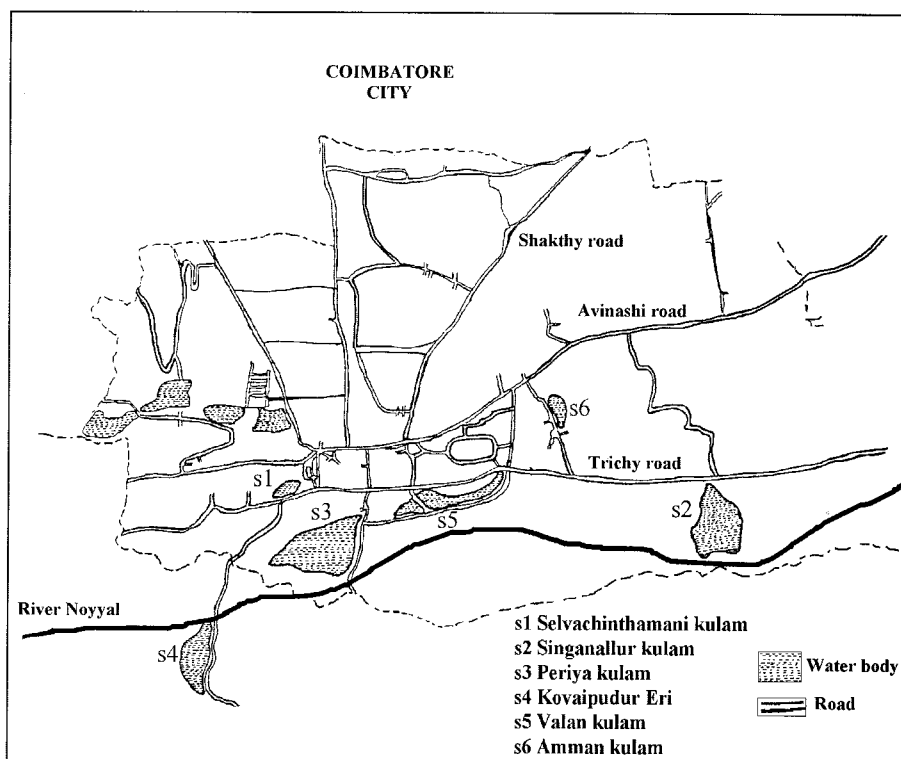 COIMBATORE
CITY
Shakthy road
Avinashi road
s6
Trichy road
s1
s3
s5
s2
River Noyyal
s4
s1 Selvachinthamani kulam
s2 Singanallur kulam
s3 Periya kulam
s4 Kovaipudur Eri
s5 Valan kulam
s6 Amman kulam
Water body
Road